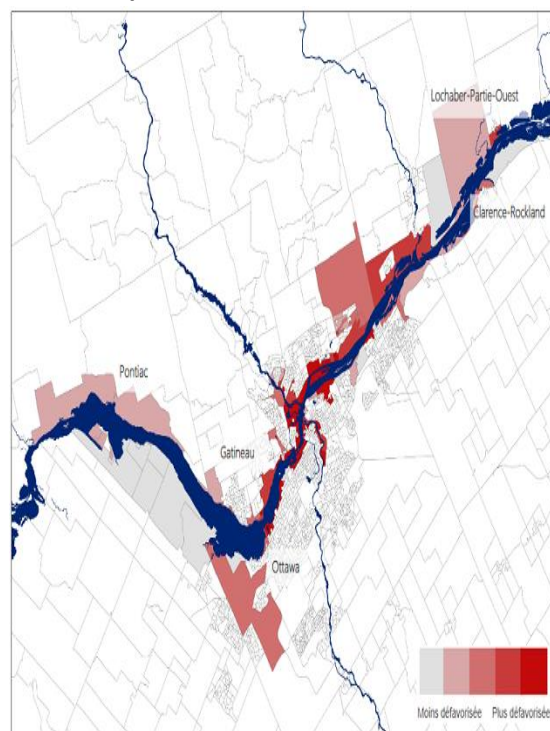 Lochaber-Partie-Ouest
Clarence-Rockland
Pontiac
Gatineau
Ottawa
Moins défavorisée Plus défavorisée